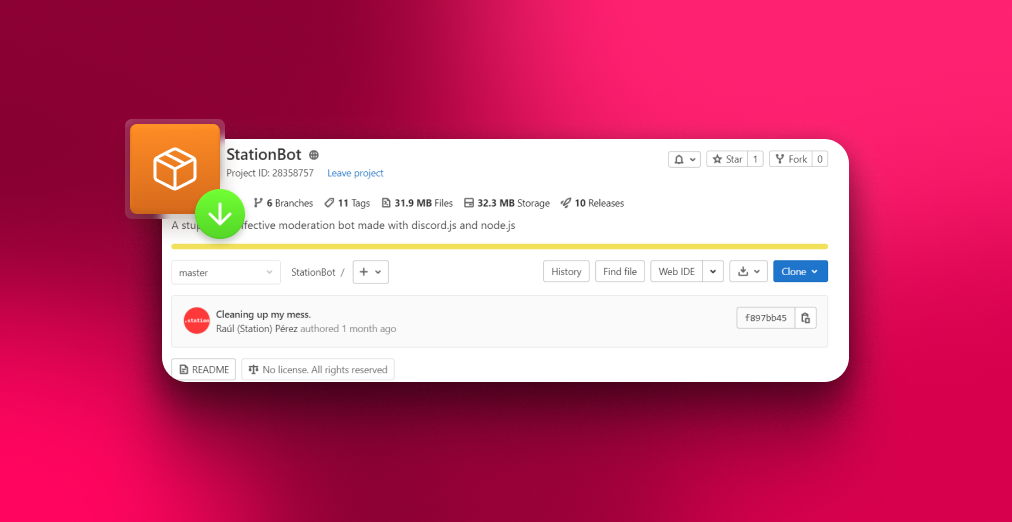 StationBot
Project ID: 28358757 Leave project
Star 1 Fork 0
6 Branches 11 Tags 31.9 MB Files 32.3 MB Storage 10 Releases
A moderation bot made with discord.js and node.js
master StationBot / + History Find file Web IDE Clone
Cleaning up my mess.
Raúl (Station) Pérez authored 1 month ago
.station
f897bb45
README No license. All rights reserved